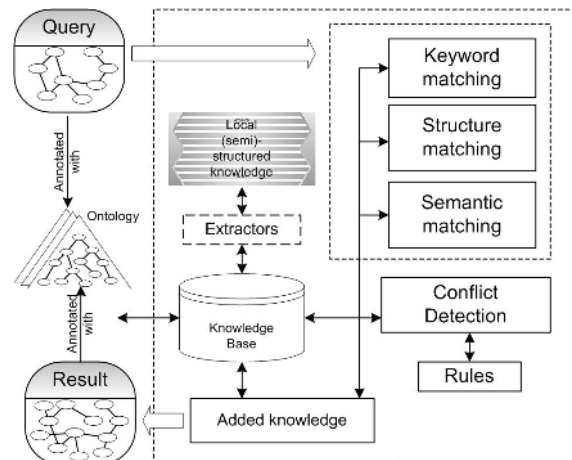 Query
Keyword
matching
Annotated
with
Local
(semi)-
structured
knowledge
Structure
matching
Ontology
Extractors
Semantic
matching
Annotated
with
Knowledge
Base
Conflict
Detection
Result
Added knowledge
Rules